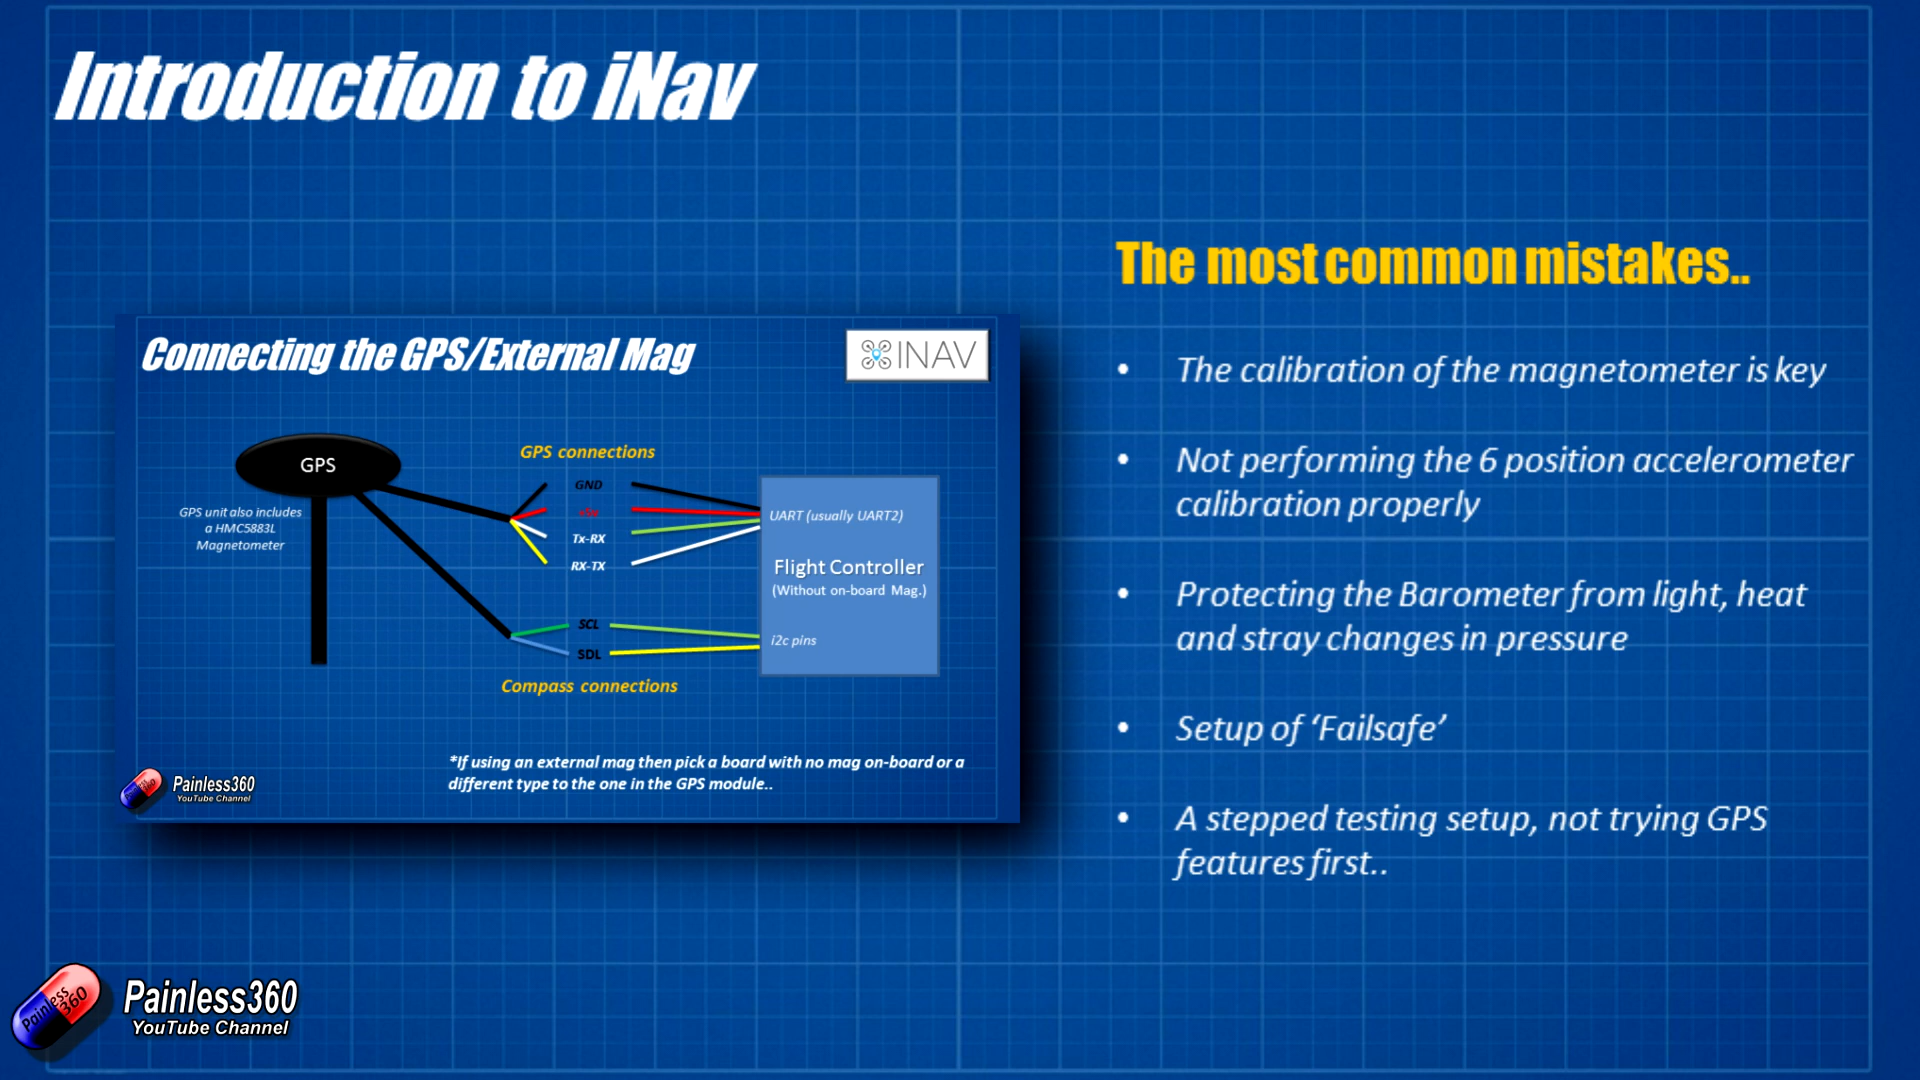 Introduction to iNav
Connecting the GPS/External Mag
INAV
GPS
GPS unit also includes
a HMC5883L
Magnetometer
GPS connections
GND
+5v
Tx-RX
RX-TX
UART (usually UART2)
Flight Controller
(Without on-board Mag.)
SCL
SDL
i2c pins
Compass connections
*If using an external mag then pick a board with no mag on-board or a
different type to the one in the GPS module..
Painless360
YouTube Channel
The most common mistakes..
• The calibration of the magnetometer is key
• Not performing the 6 position accelerometer
calibration properly
• Protecting the Barometer from light, heat
and stray changes in pressure
• Setup of ‘Failsafe’
• A stepped testing setup, not trying GPS
features first..
Painless 360
Painless360
YouTube Channel